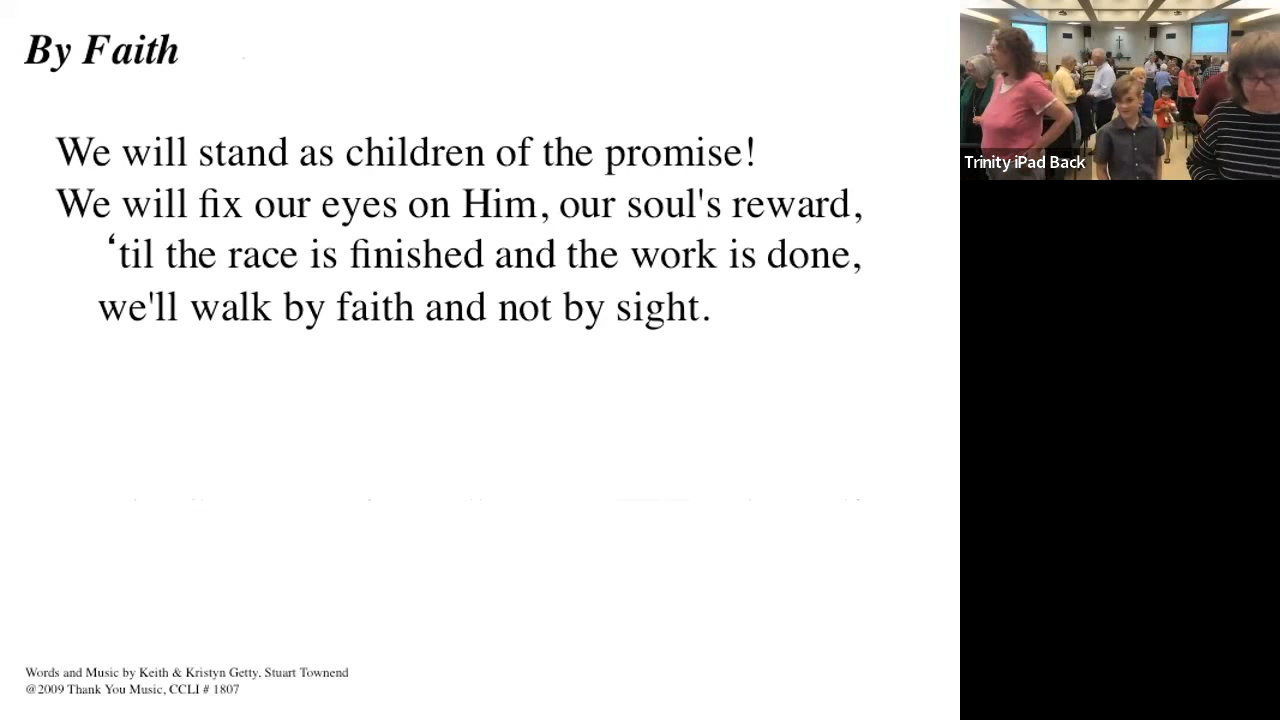 By Faith
We will stand as children of the promise!
We will fix our eyes on Him, our soul's reward,
‘til the race is finished and the work is done,
we'll walk by faith and not by sight.
Words and Music by Keith & Kristyn Getty, Stuart Townend
@2009 Thank You Music, CCLI # 1807
Trinity iPad Back